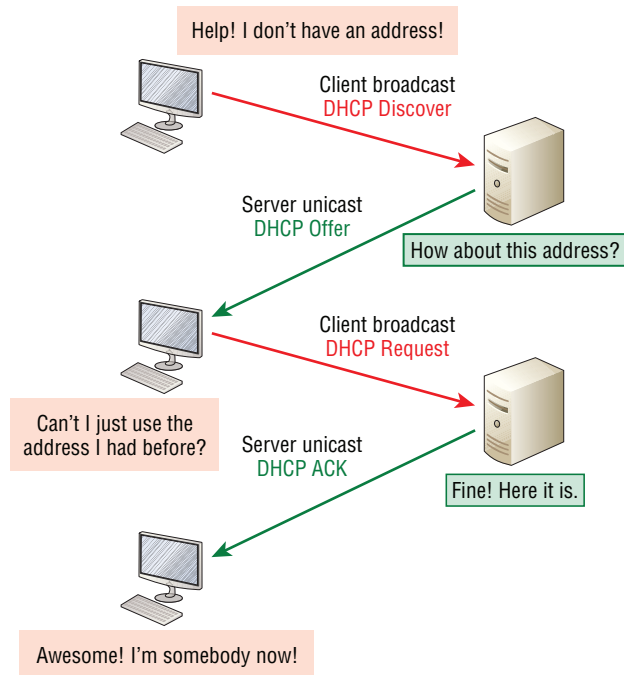 Help! I don't have an address!
Client broadcast
DHCP Discover
Server unicast
DHCP Offer
How about this address?
Client broadcast
DHCP Request
Can't I just use the
address I had before?
Server unicast
DHCP ACK
Fine! Here it is.
Awesome! I'm somebody now!